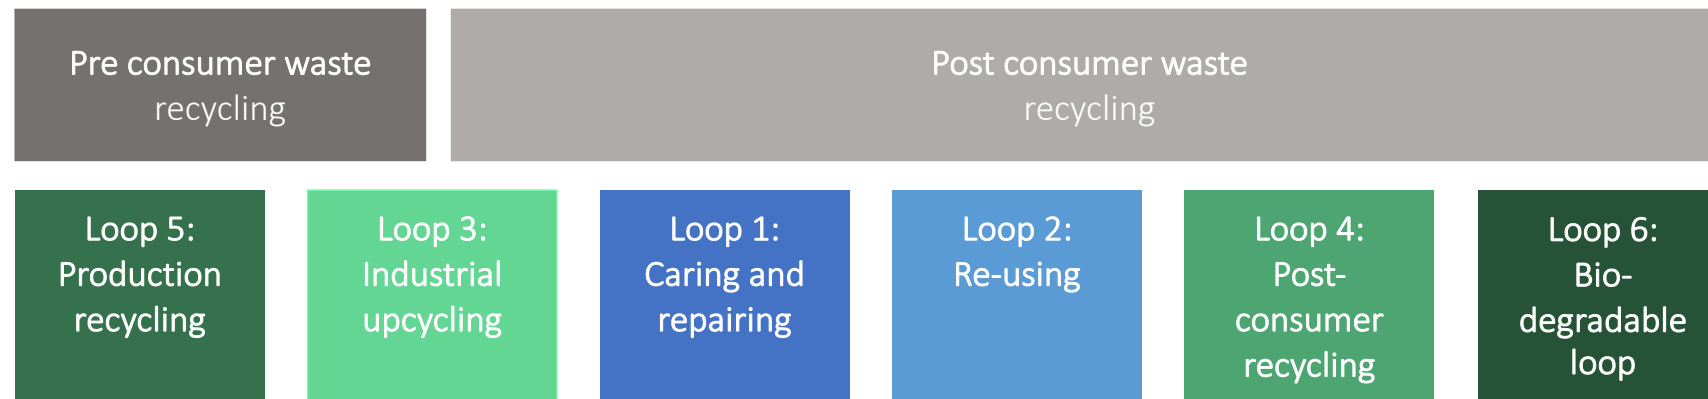 Pre consumer waste
recycling
Post consumer waste
recycling
Loop 5:
Production
recycling
Loop 3:
Industrial
upcycling
Loop 1:
Caring and
repairing
Loop 2:
Re-using
Loop 4:
Post-
consumer
recycling
Loop 6:
Bio-
degradable
loop